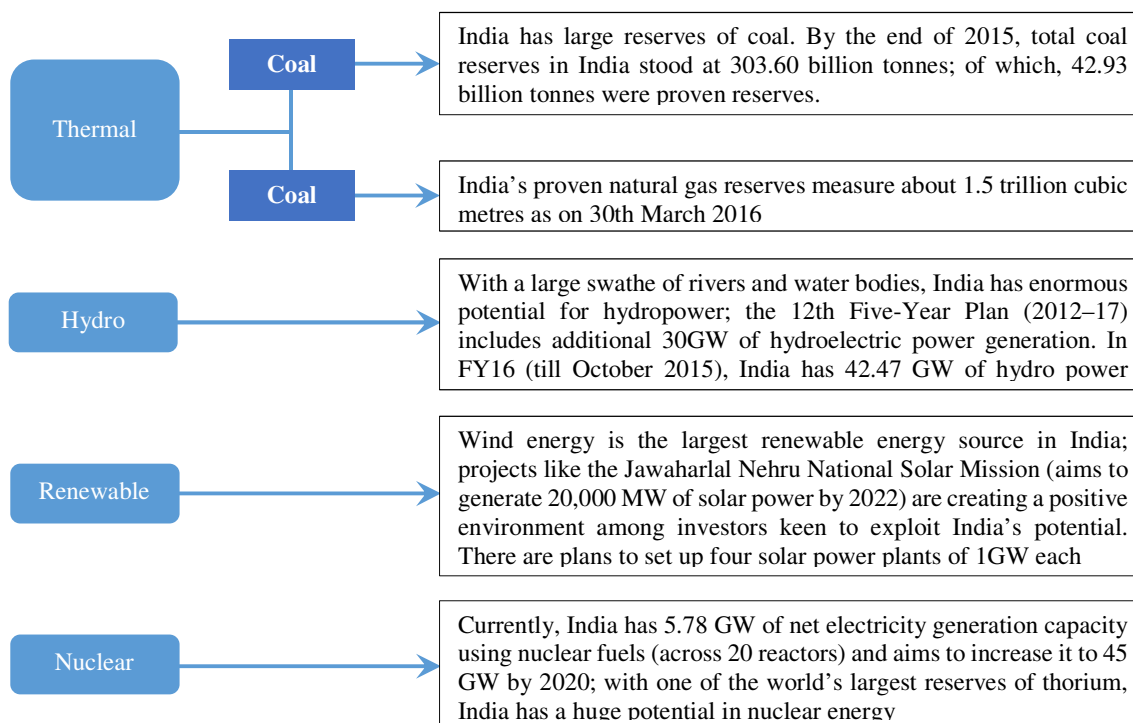 Thermal
Coal
India has large reserves of coal. By the end of 2015, total coal
reserves in India stood at 303.60 billion tonnes; of which, 42.93
billion tonnes were proven reserves.
Coal
India’s proven natural gas reserves measure about 1.5 trillion cubic
metres as on 30th March 2016
Hydro
With a large swathe of rivers and water bodies, India has enormous
potential for hydropower; the 12th Five-Year Plan (2012–17)
includes additional 30GW of hydroelectric power generation. In
FY16 (till October 2015), India has 42.47 GW of hydro power
Renewable
Wind energy is the largest renewable energy source in India;
projects like the Jawaharlal Nehru National Solar Mission (aims to
generate 20,000 MW of solar power by 2022) are creating a positive
environment among investors keen to exploit India’s potential.
There are plans to set up four solar power plants of 1GW each
Nuclear
Currently, India has 5.78 GW of net electricity generation capacity
using nuclear fuels (across 20 reactors) and aims to increase it to 45
GW by 2020; with one of the world’s largest reserves of thorium,
India has a huge potential in nuclear energy